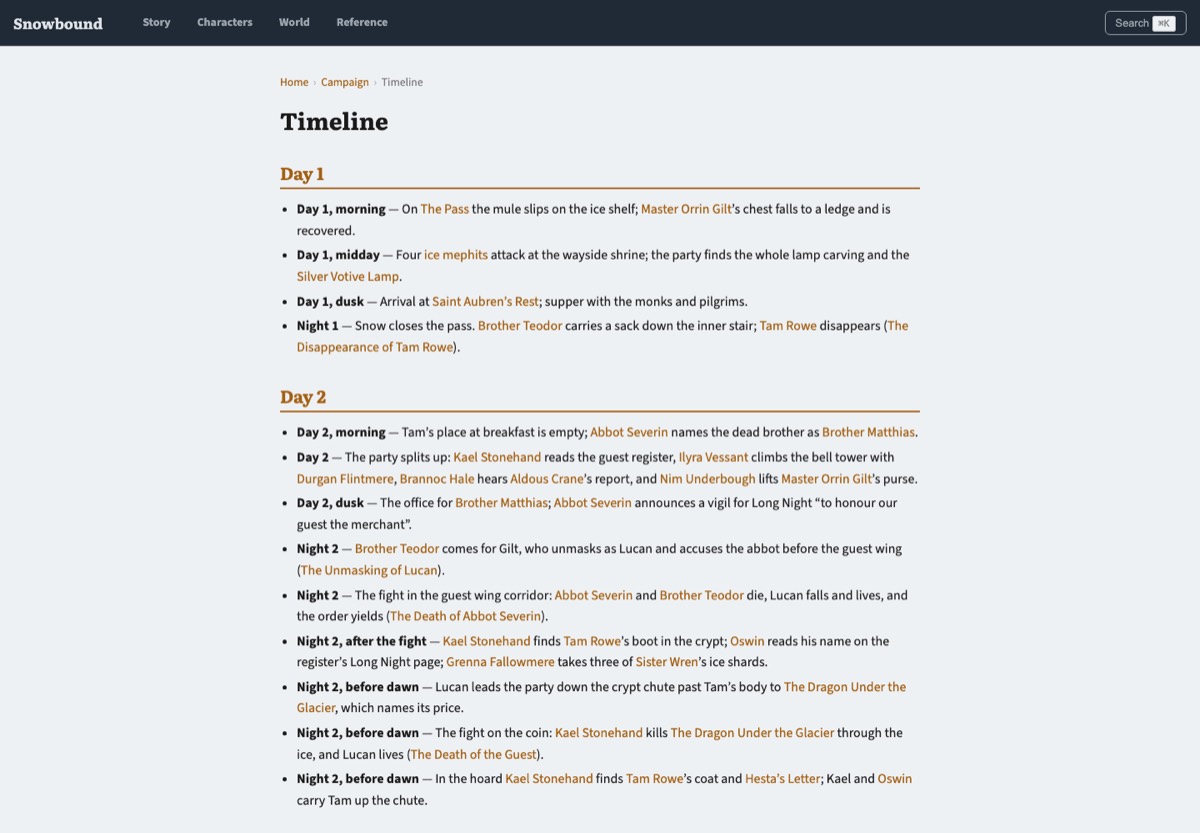 Snowbound
Story
Characters
World
Reference
Search ⌘K
Home › Campaign › Timeline
Timeline
Day 1
• Day 1, morning — On The Pass the mule slips on the ice shelf; Master Orrin Gilt’s chest falls to a ledge and is
recovered.
• Day 1, midday — Four ice mephits attack at the wayside shrine; the party finds the whole lamp carving and the
Silver Votive Lamp.
• Day 1, dusk — Arrival at Saint Aubren’s Rest; supper with the monks and pilgrims.
• Night 1 — Snow closes the pass. Brother Teodor carries a sack down the inner stair; Tam Rowe disappears (The
Disappearance of Tam Rowe).
Day 2
• Day 2, morning — Tam’s place at breakfast is empty; Abbot Severin names the dead brother as Brother Matthias.
• Day 2 — The party splits up: Kael Stonehand reads the guest register, Ilyra Vessant climbs the bell tower with
Durgan Flintmere, Brannoc Hale hears Aldous Crane’s report, and Nim Underbough lifts Master Orrin Gilt’s purse.
• Day 2, dusk — The office for Brother Matthias; Abbot Severin announces a vigil for Long Night “to honour our
guest the merchant”.
• Night 2 — Brother Teodor comes for Gilt, who unmasks as Lucan and accuses the abbot before the guest wing
(The Unmasking of Lucan).
• Night 2 — The fight in the guest wing corridor: Abbot Severin and Brother Teodor die, Lucan falls and lives, and
the order yields (The Death of Abbot Severin).
• Night 2, after the fight — Kael Stonehand finds Tam Rowe’s boot in the crypt; Oswin reads his name on the
register’s Long Night page; Grenna Fallowmere takes three of Sister Wren’s ice shards.
• Night 2, before dawn — Lucan leads the party down the crypt chute past Tam’s body to The Dragon Under the
Glacier, which names its price.
• Night 2, before dawn — The fight on the coin: Kael Stonehand kills The Dragon Under the Glacier through the
ice, and Lucan lives (The Death of the Guest).
• Night 2, before dawn — In the hoard Kael Stonehand finds Tam Rowe’s coat and Hesta’s Letter; Kael and Oswin
carry Tam up the chute.